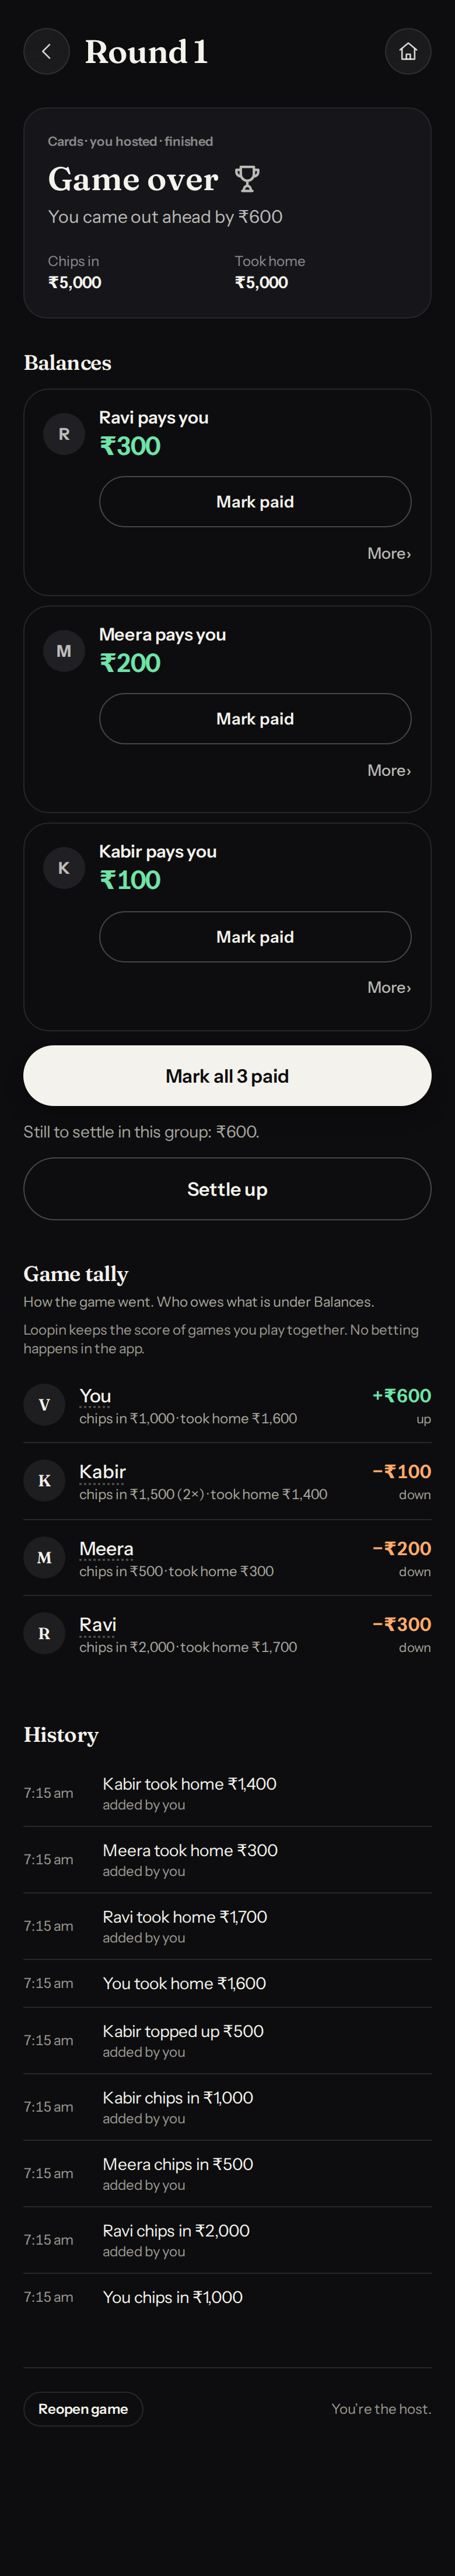 Round 1
Cards · you hosted · finished
Game over
You came out ahead by ₹600
Chips in
Took home
₹5,000
₹5,000
Balances
R
Ravi pays you
₹300
Mark paid
More›
M
Meera pays you
₹200
Mark paid
More›
K
Kabir pays you
₹100
Mark paid
More›
Mark all 3 paid
Still to settle in this group: ₹600.
Settle up
Game tally
How the game went. Who owes what is under Balances.
Loopin keeps the score of games you play together. No betting
happens in the app.
V
You
+₹600
chips in ₹1,000 · took home ₹1,600
up
K
Kabir
−₹100
chips in ₹1,500 (2×) · took home ₹1,400
down
M
Meera
−₹200
chips in ₹500 · took home ₹300
down
R
Ravi
−₹300
chips in ₹2,000 · took home ₹1,700
down
History
7:15 am
Kabir took home ₹1,400
added by you
7:15 am
Meera took home ₹300
added by you
7:15 am
Ravi took home ₹1,700
added by you
7:15 am
You took home ₹1,600
7:15 am
Kabir topped up ₹500
added by you
7:15 am
Kabir chips in ₹1,000
added by you
7:15 am
Meera chips in ₹500
added by you
7:15 am
Ravi chips in ₹2,000
added by you
7:15 am
You chips in ₹1,000
Reopen game
You're the host.